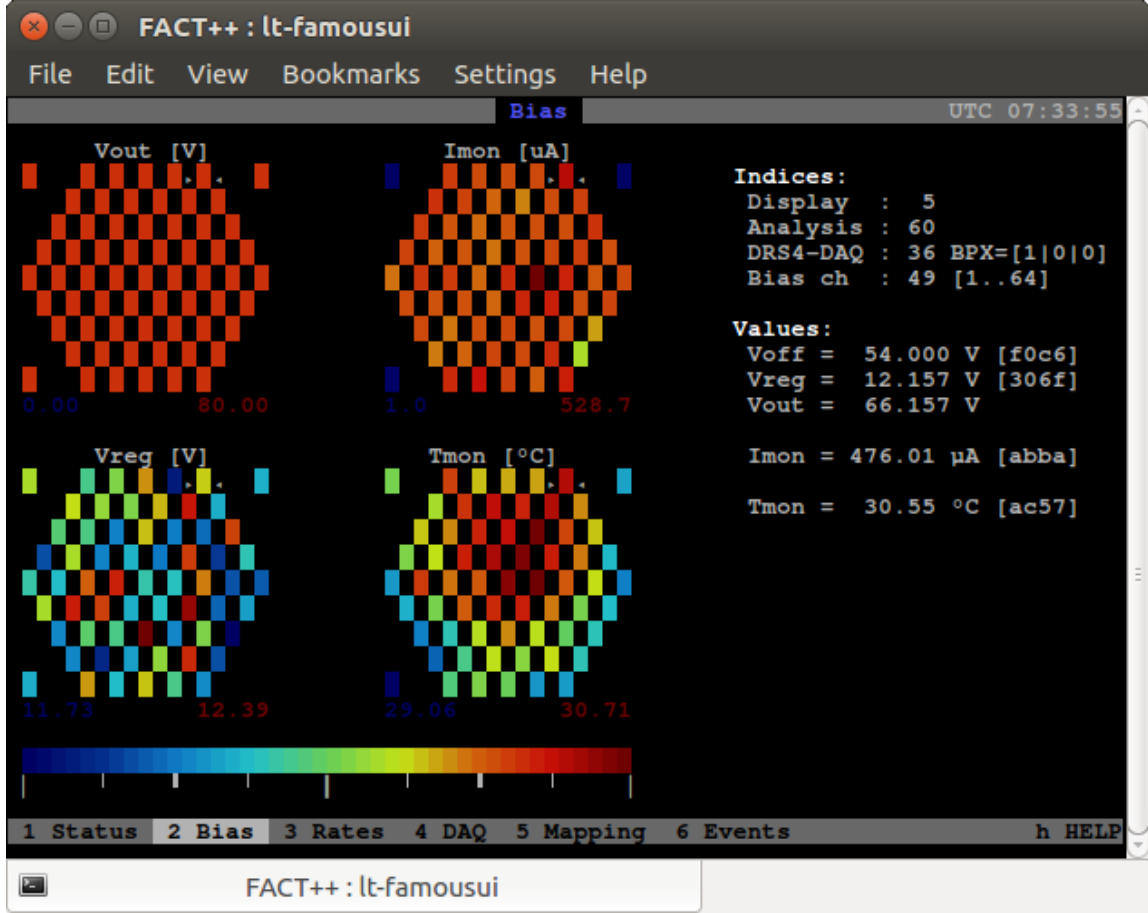 FACT++ : lt-famousui
File Edit View Bookmarks Settings Help
Bias UTC 07:33:55
Vout [V] Imon [uA]
0.00 80.00 1.0 528.7
Vreg [V] Tmon [°C]
11.73 12.39 29.06 30.71
Indices:
Display : 5
Analysis : 60
DRS4-DAQ : 36 BPX=[1|0|0]
Bias ch : 49 [1..64]
Values:
Voff = 54.000 V [f0c6]
Vreg = 12.157 V [306f]
Vout = 66.157 V
Imon = 476.01 µA [abba]
Tmon = 30.55 °C [ac57]
1 Status 2 Bias 3 Rates 4 DAQ 5 Mapping 6 Events h HELP
FACT++ : lt-famousui